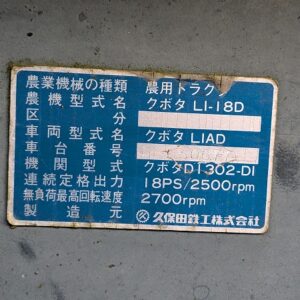 農業機械の種類 農用トラクタ
農機型式名 クボタ L1-18D
区分
車両型式名 クボタ L1AD
車台番号
機関型式 クボタD1302-D1
連続定格出力 18PS/2500rpm
無負荷最高回転速度 2700rpm
製造元 久保田鉄工株式会社